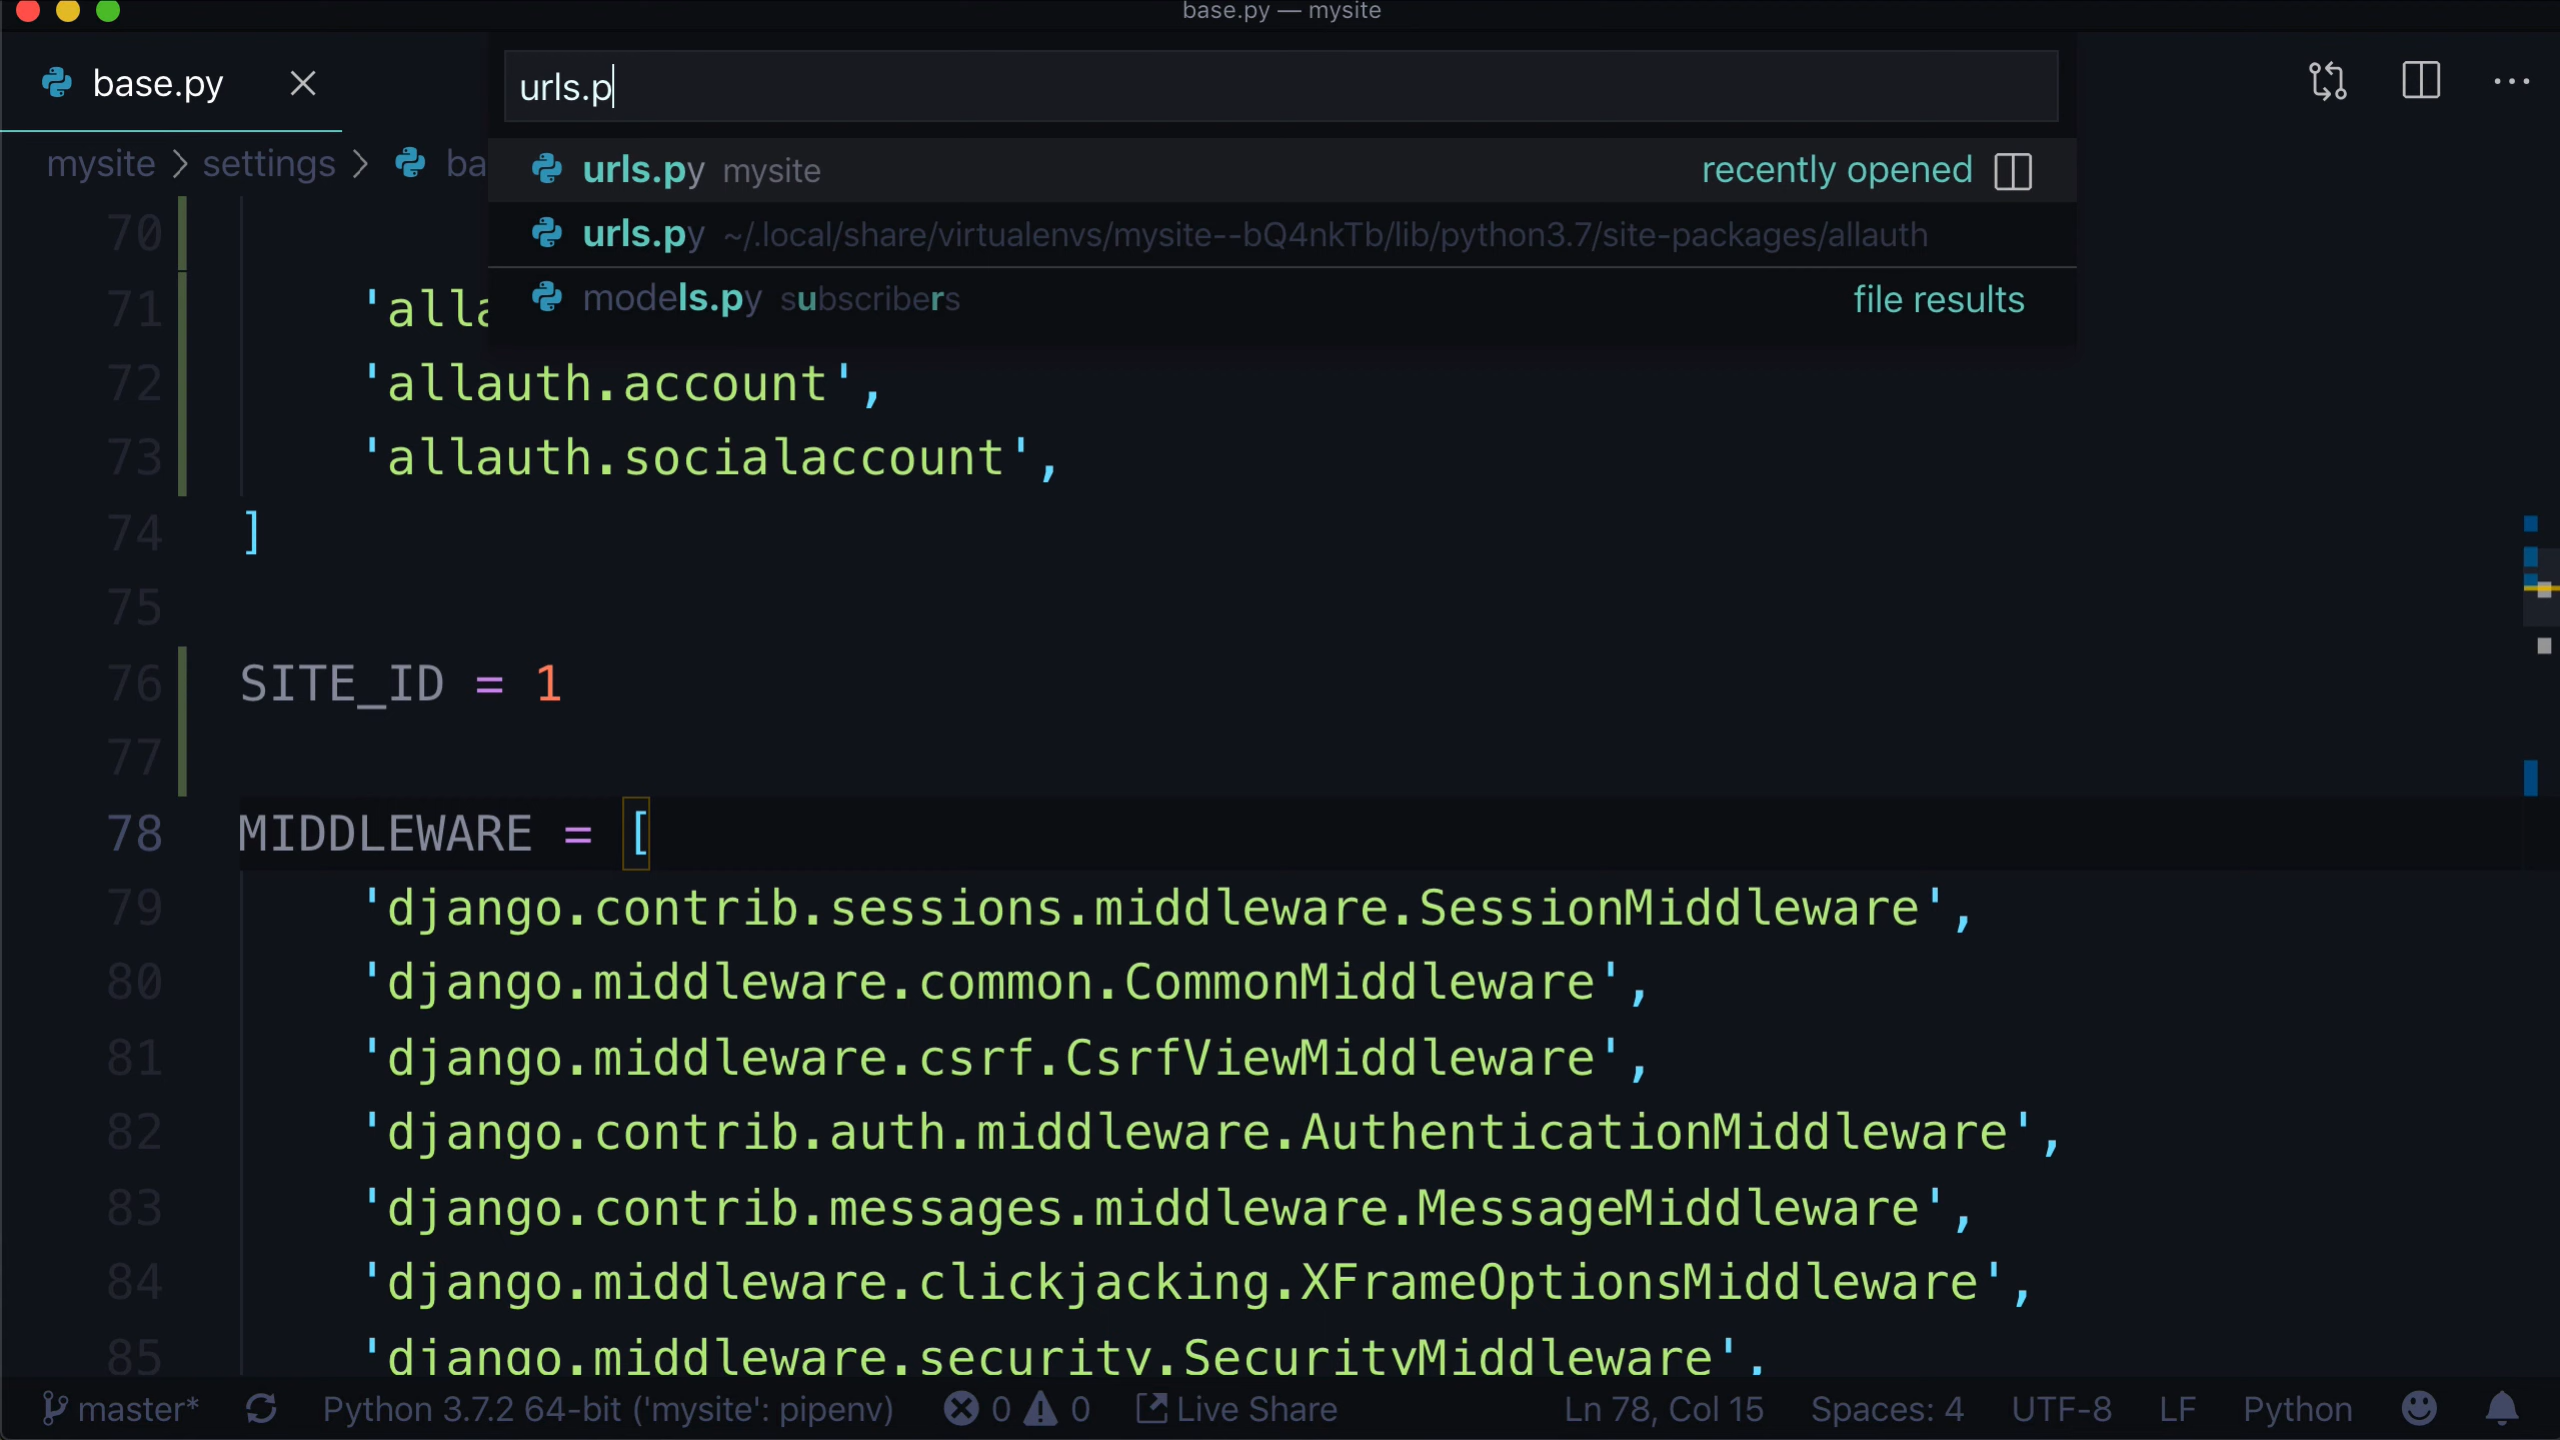 base.py — mysite
base.py
urls.p
mysite > settings > ba
urls.py mysite recently opened
urls.py ~/.local/share/virtualenvs/mysite--bQ4nkTb/lib/python3.7/site-packages/allauth
models.py subscribers file results
70
71 'alla
72 'allauth.account',
73 'allauth.socialaccount',
74 ]
75
76 SITE_ID = 1
77
78 MIDDLEWARE = [
79 'django.contrib.sessions.middleware.SessionMiddleware',
80 'django.middleware.common.CommonMiddleware',
81 'django.middleware.csrf.CsrfViewMiddleware',
82 'django.contrib.auth.middleware.AuthenticationMiddleware',
83 'django.contrib.messages.middleware.MessageMiddleware',
84 'django.middleware.clickjacking.XFrameOptionsMiddleware',
85 'django.middleware.security.SecurityMiddleware',
master* Python 3.7.2 64-bit ('mysite': pipenv) 0 0 Live Share Ln 78, Col 15 Spaces: 4 UTF-8 LF Python